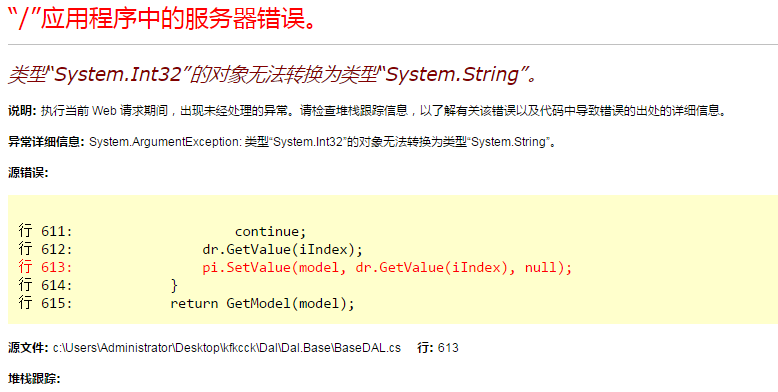 “/”应用程序中的服务器错误。
类型“System.Int32”的对象无法转换为类型“System.String”。
说明: 执行当前 Web 请求期间，出现未经处理的异常。请检查堆栈跟踪信息，以了解有关该错误以及代码中导致错误的出处的详细信息。
异常详细信息: System.ArgumentException: 类型“System.Int32”的对象无法转换为类型“System.String”。
源错误:
行 611:                    continue;
行 612:                dr.GetValue(iIndex);
行 613:                pi.SetValue(model, dr.GetValue(iIndex), null);
行 614:            }
行 615:            return GetModel(model);
源文件: c:\Users\Administrator\Desktop\kfkcck\Dal\Dal.Base\BaseDAL.cs    行: 613
堆栈跟踪: